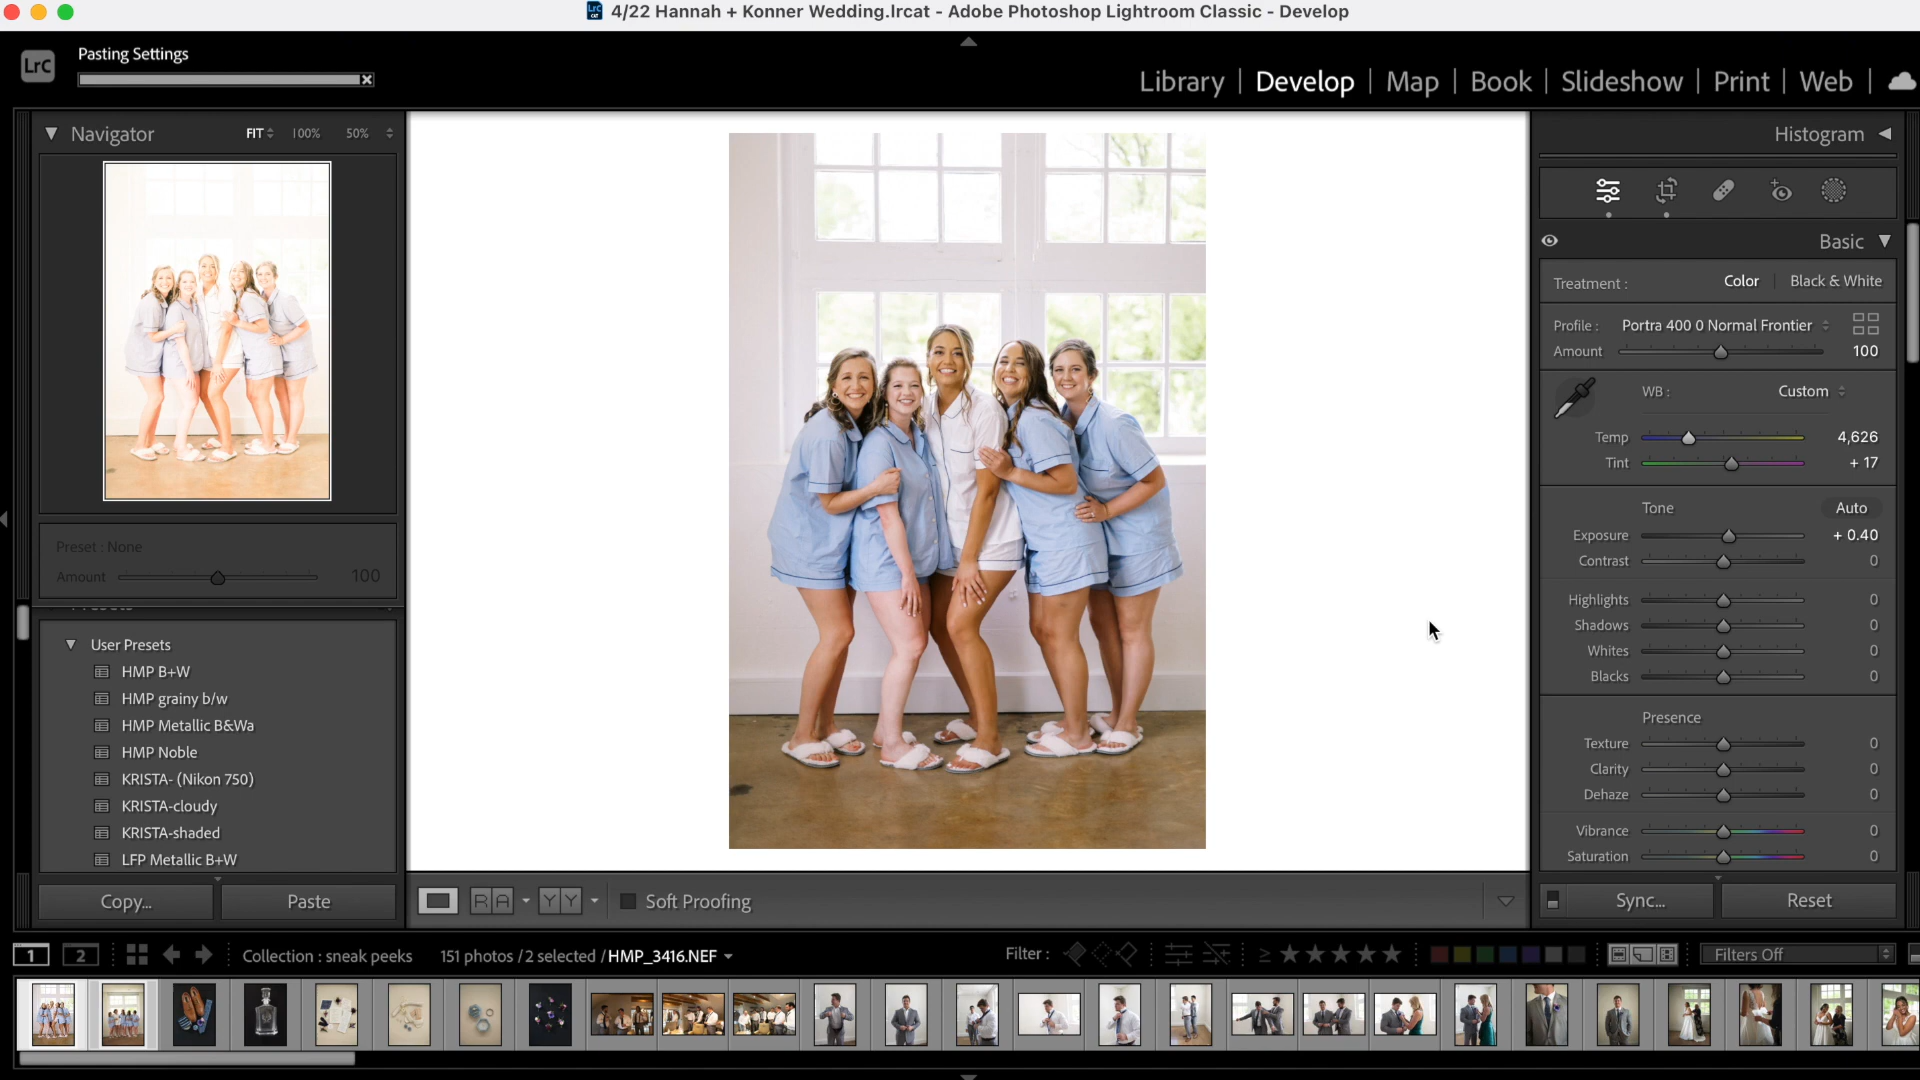 4/22 Hannah + Konner Wedding.lrcat - Adobe Photoshop Lightroom Classic - Develop
LrC
Pasting Settings
Library | Develop | Map | Book | Slideshow | Print | Web
Navigator FIT 100% 50%
Histogram
Basic
Treatment : Color Black & White
Profile : Portra 400 0 Normal Frontier
Amount 100
WB : Custom
Temp 4,626
Tint + 17
Tone Auto
Exposure + 0.40
Contrast 0
Highlights 0
Shadows 0
Whites 0
Blacks 0
Presence
Texture 0
Clarity 0
Dehaze 0
Vibrance 0
Saturation 0
Preset : None
Amount 100
User Presets
HMP B+W
HMP grainy b/w
HMP Metallic B&Wa
HMP Noble
KRISTA- (Nikon 750)
KRISTA-cloudy
KRISTA-shaded
LFP Metallic B+W
Copy... Paste
R A Y Y Soft Proofing
Sync... Reset
1 2 Collection : sneak peeks 151 photos / 2 selected / HMP_3416.NEF Filter : ≥ ★★★★★ Filters Off